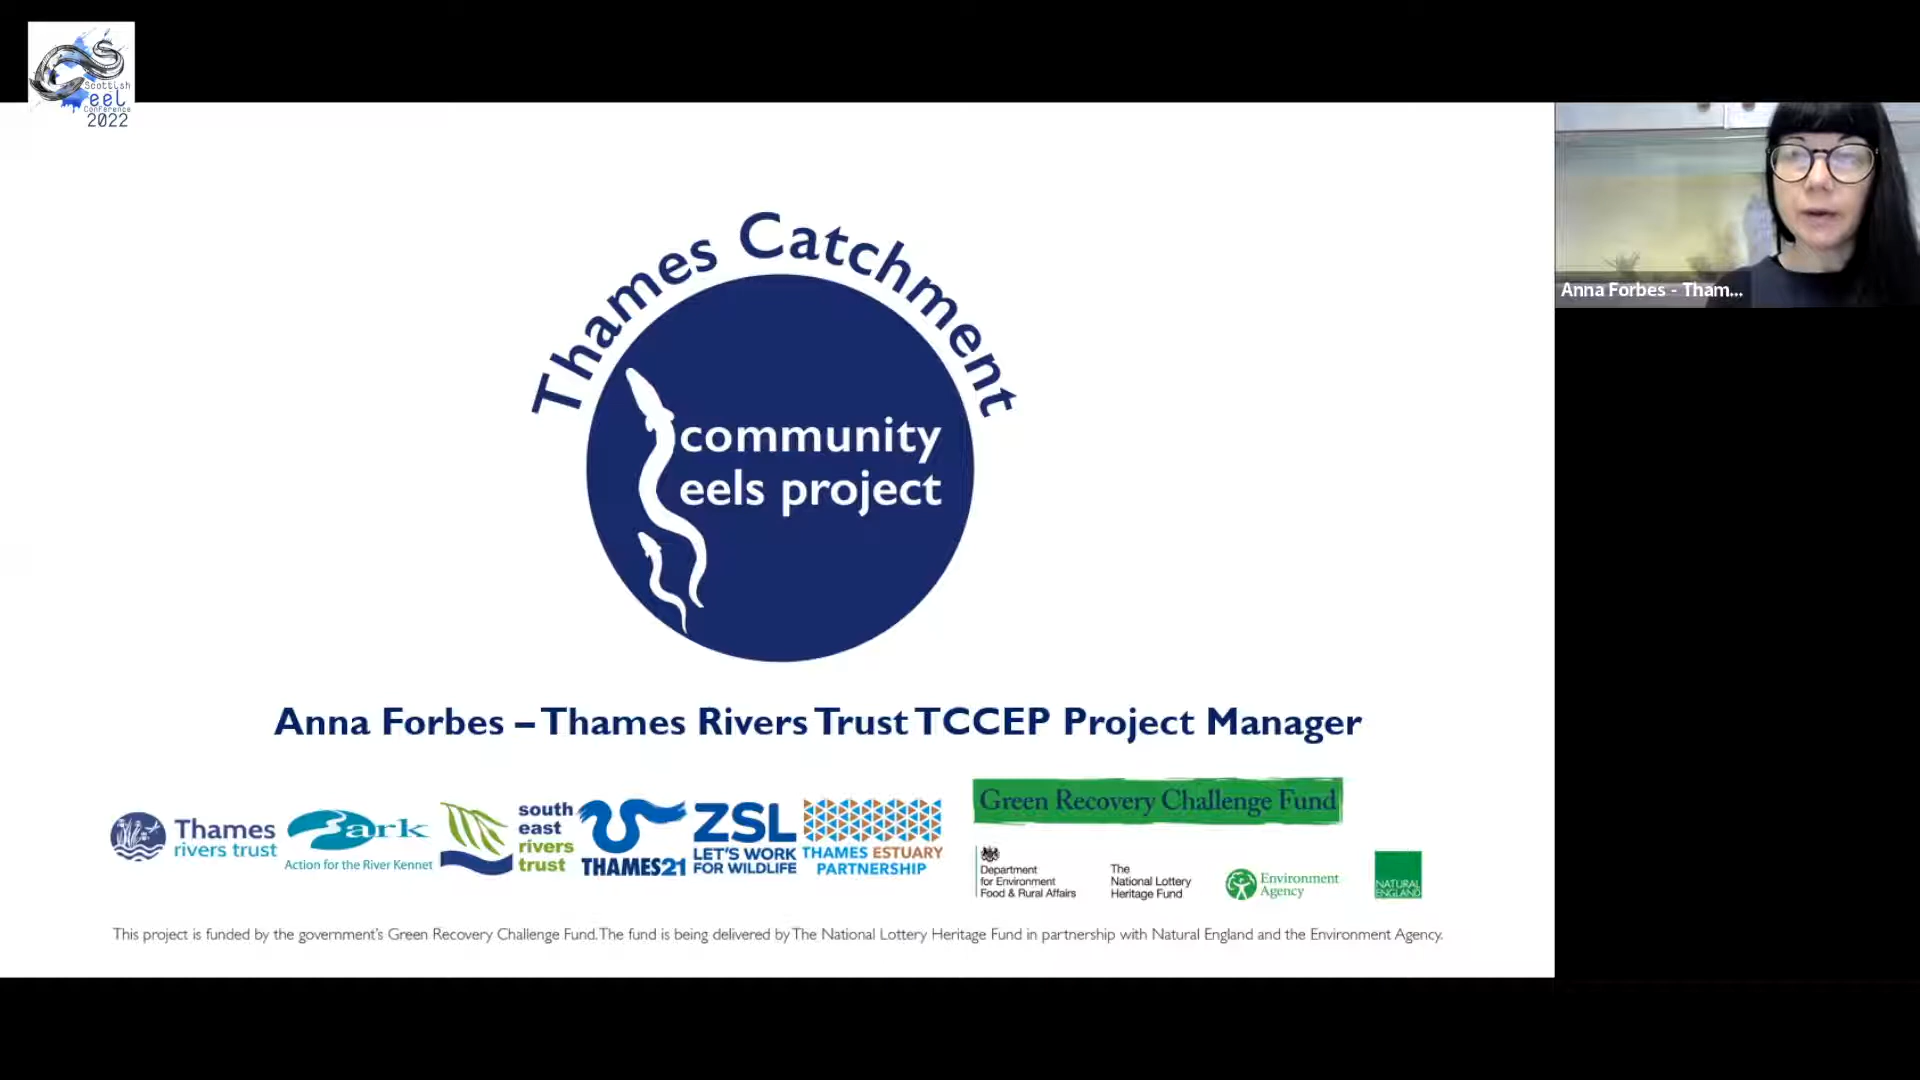 Scottish
eel
Conference
2022
Thames Catchment
community
eels project
Anna Forbes - Tham...
Anna Forbes – Thames Rivers Trust TCCEP Project Manager
Thames
rivers trust
ark
Action for the River Kennet
south
east
rivers
trust
THAMES21
ZSL
LET'S WORK
FOR WILDLIFE
THAMES ESTUARY
PARTNERSHIP
Green Recovery Challenge Fund
Department
for Environment
Food & Rural Affairs
The
National Lottery
Heritage Fund
Environment
Agency
NATURAL
ENGLAND
This project is funded by the government's Green Recovery Challenge Fund. The fund is being delivered by The National Lottery Heritage Fund in partnership with Natural England and the Environment Agency.